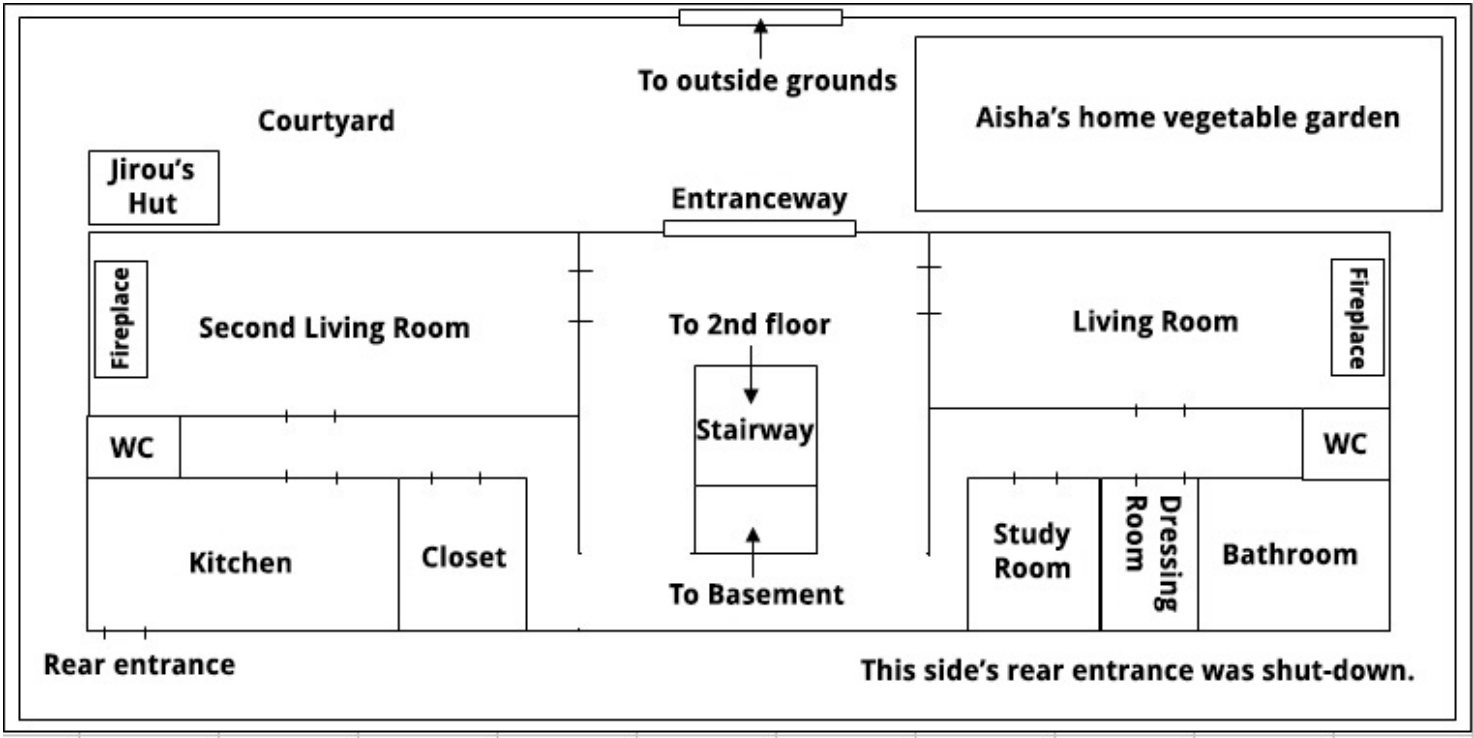 To outside grounds
Courtyard
Aisha’s home vegetable garden
Jirou’s
Hut
Entranceway
Fireplace
Second Living Room
To 2nd floor
Living Room
Fireplace
WC
Stairway
WC
Kitchen
Closet
To Basement
Study
Room
Dressing
Room
Bathroom
Rear entrance
This side’s rear entrance was shut-down.